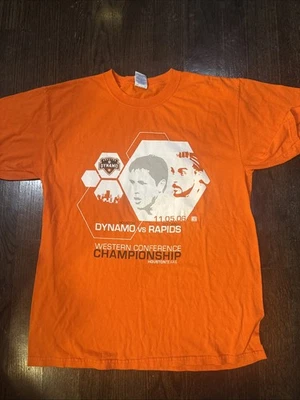 DYNAMO
11.05.06
DYNAMO vs RAPIDS
WESTERN CONFERENCE
CHAMPIONSHIP